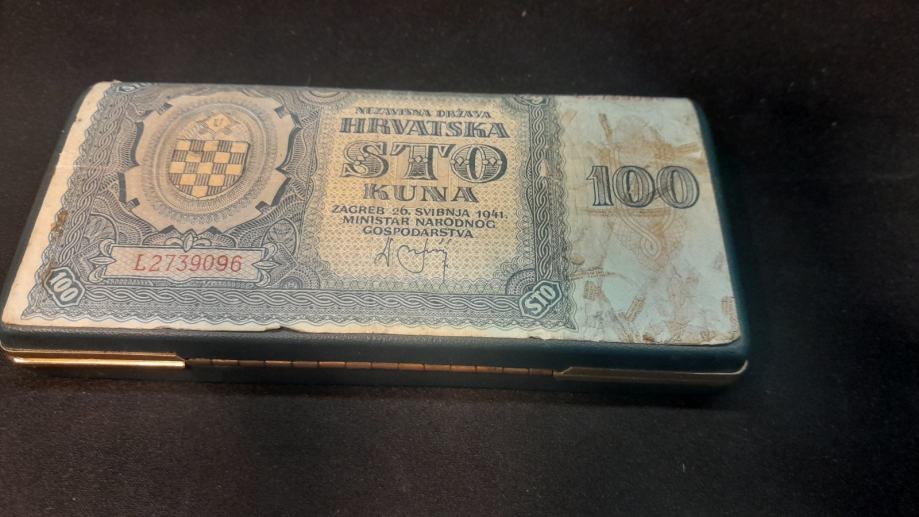 U
NEZAVISNA DRŽAVA
HRVATSKA
STO
KUNA
ZAGREB 26. SVIBNJA 1941.
MINISTAR NARODNOG
GOSPODARSTVA
100
L2739096
100
STO